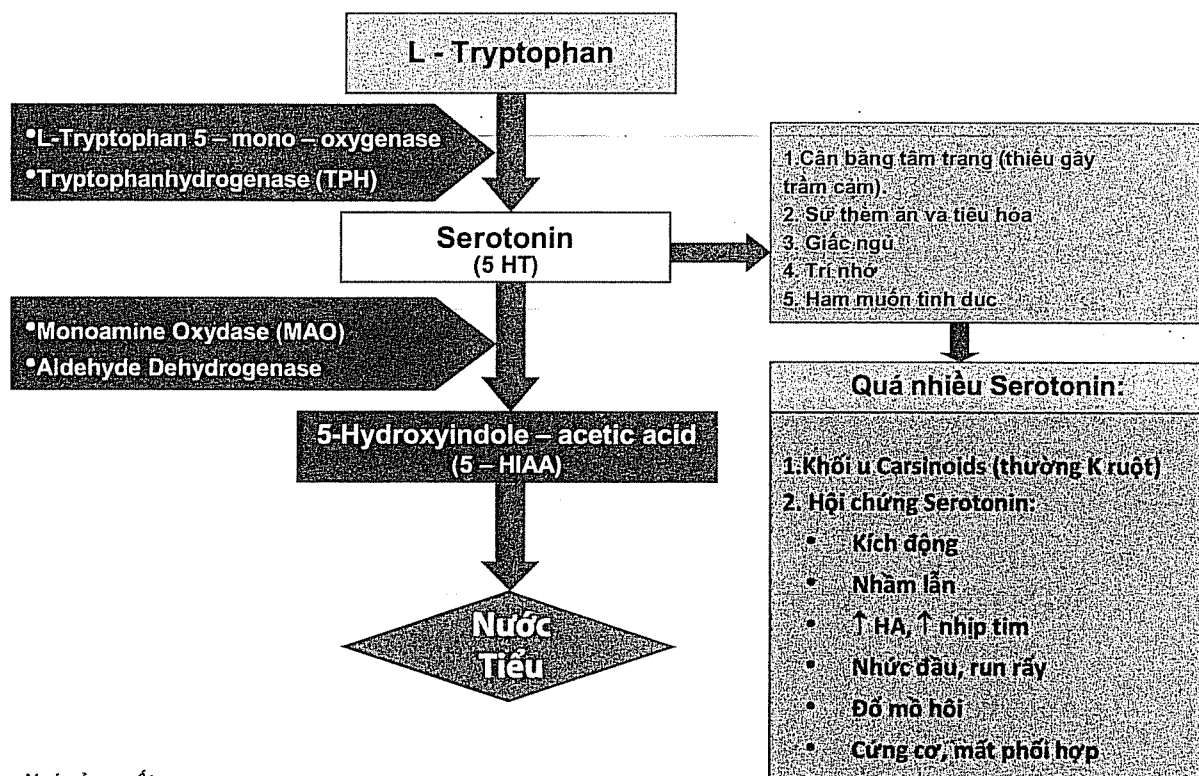 L - Tryptophan
•L-Tryptophan 5 – mono – oxygenase
•Tryptophanhydrogenase (TPH)
Serotonin
(5 HT)
1.Cân bằng tâm trạng (thiếu gây
trầm cảm).
2. Sự thèm ăn và tiêu hóa
3. Giấc ngủ
4. Trí nhớ
5. Ham muốn tình dục
•Monoamine Oxydase (MAO)
•Aldehyde Dehydrogenase
5-Hydroxyindole – acetic acid
(5 – HIAA)
Nước
Tiểu
Quá nhiều Serotonin:
1.Khối u Carsinoids (thường K ruột)
2. Hội chứng Serotonin:
• Kích động
• Nhầm lẫn
• ↑ HA, ↑ nhịp tim
• Nhức đầu, run rẩy
• Đổ mồ hôi
• Cứng cơ, mất phối hợp